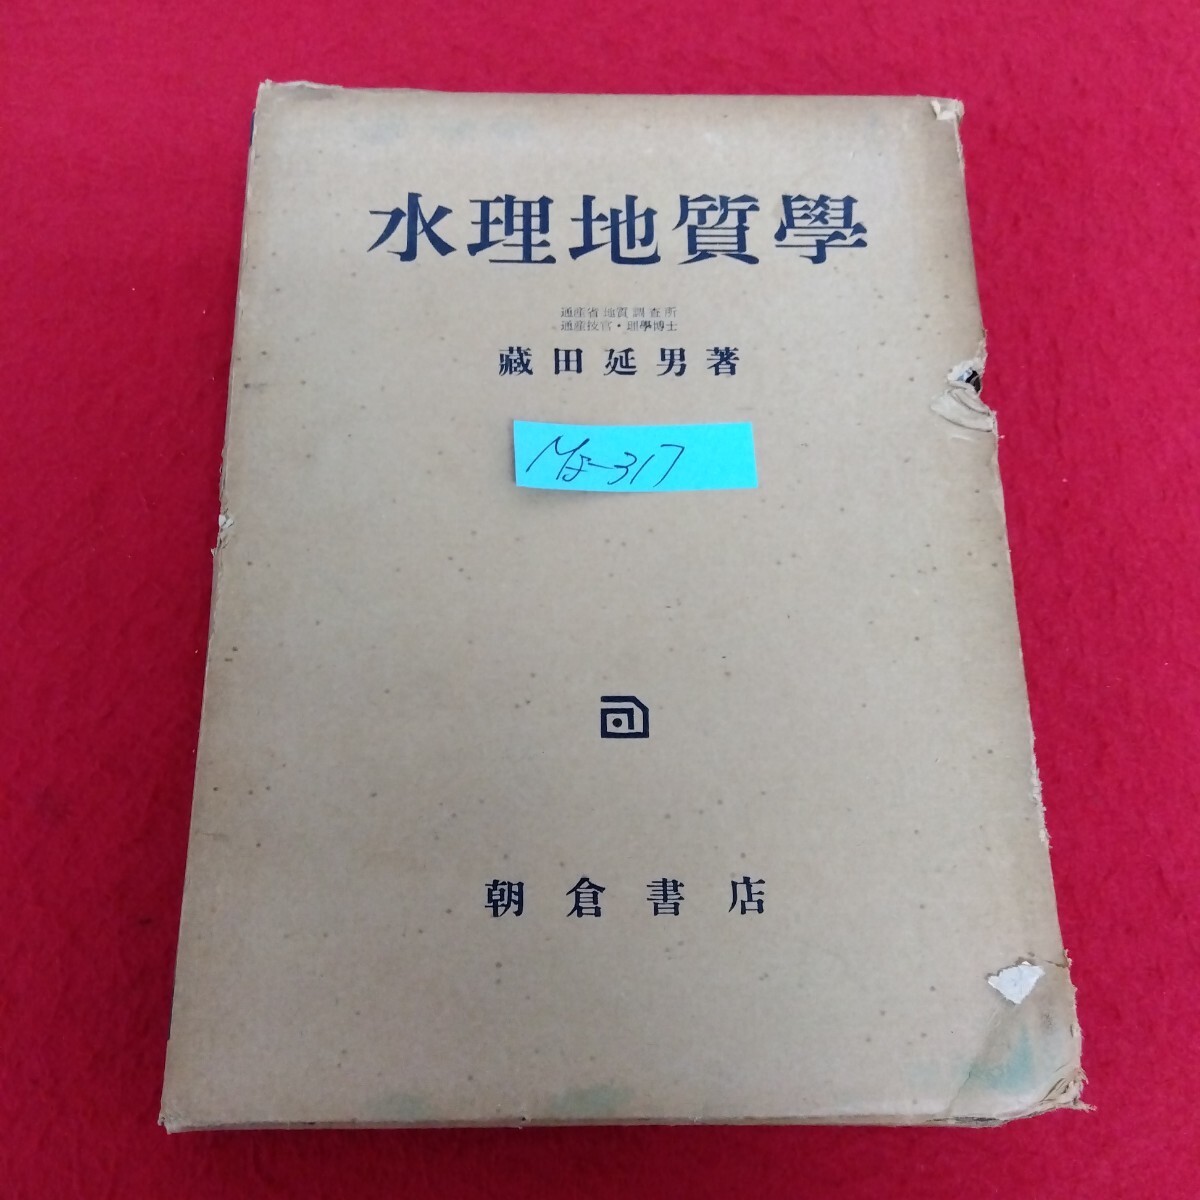 水理地質學
通産省地質調査所
通産技官・理學博士
藏田延男著
Mg-317
朝倉書店